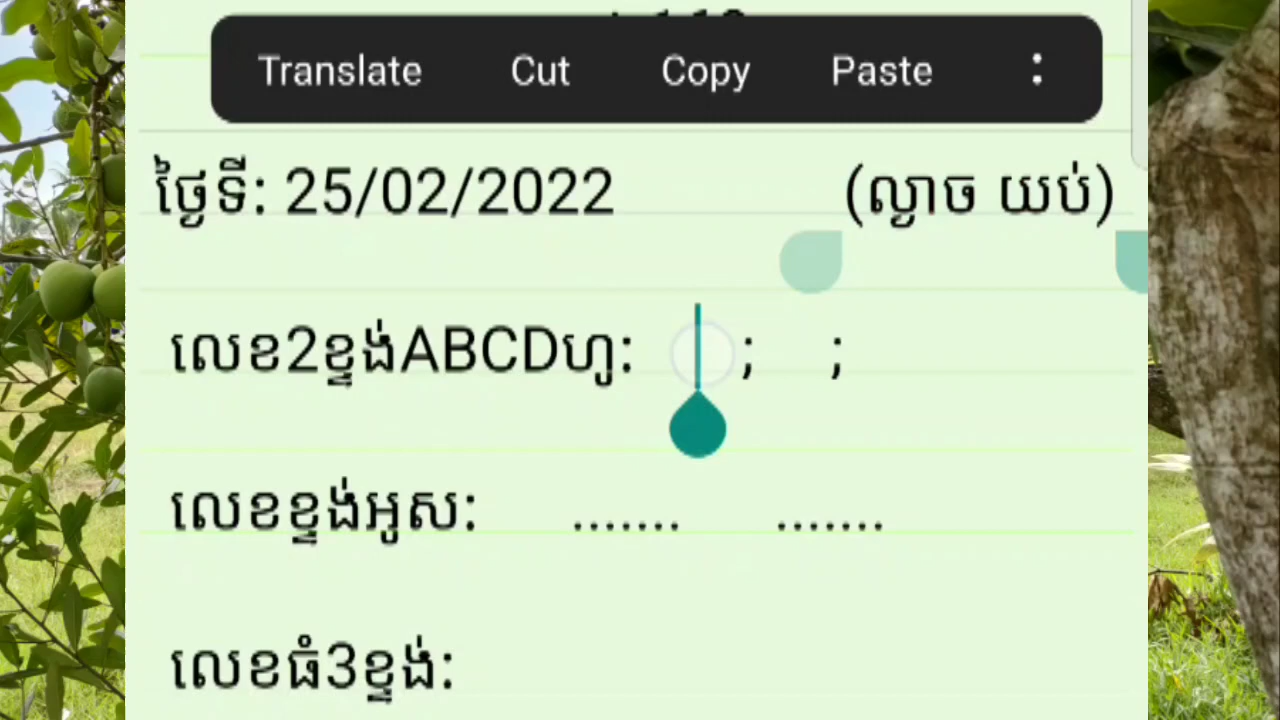 Translate Cut Copy Paste
ថ្ងៃទី: 25/02/2022 (ល្ងាច យប់)
លេខ2ខ្ទង់ABCDហ្វ: ; ;
លេខខ្ទង់អូស: ....... .......
លេខធំ3ខ្ទង់: